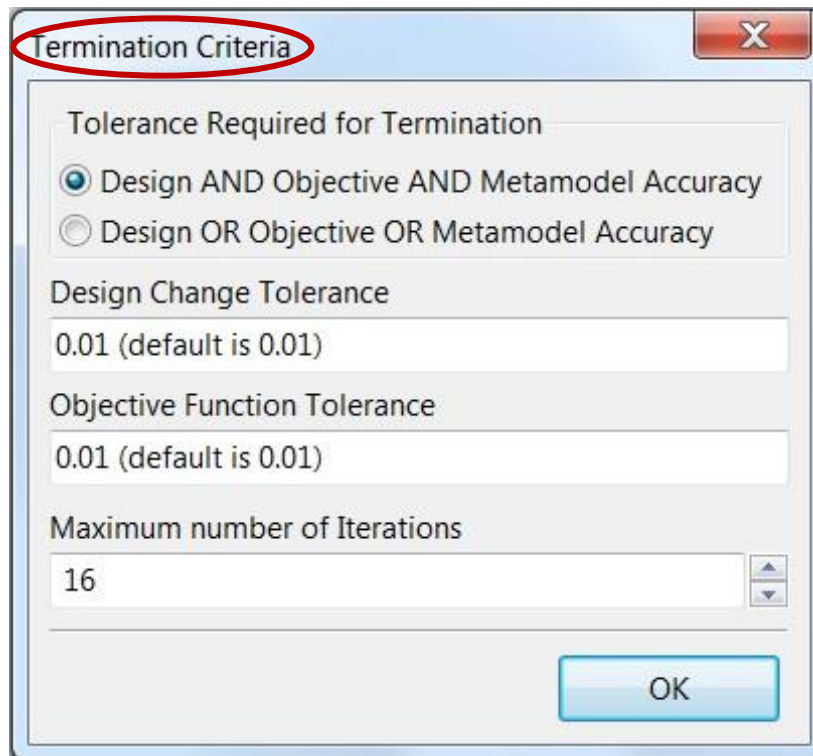 Termination Criteria
Tolerance Required for Termination
Design AND Objective AND Metamodel Accuracy
Design OR Objective OR Metamodel Accuracy
Design Change Tolerance
0.01 (default is 0.01)
Objective Function Tolerance
0.01 (default is 0.01)
Maximum number of Iterations
16
OK